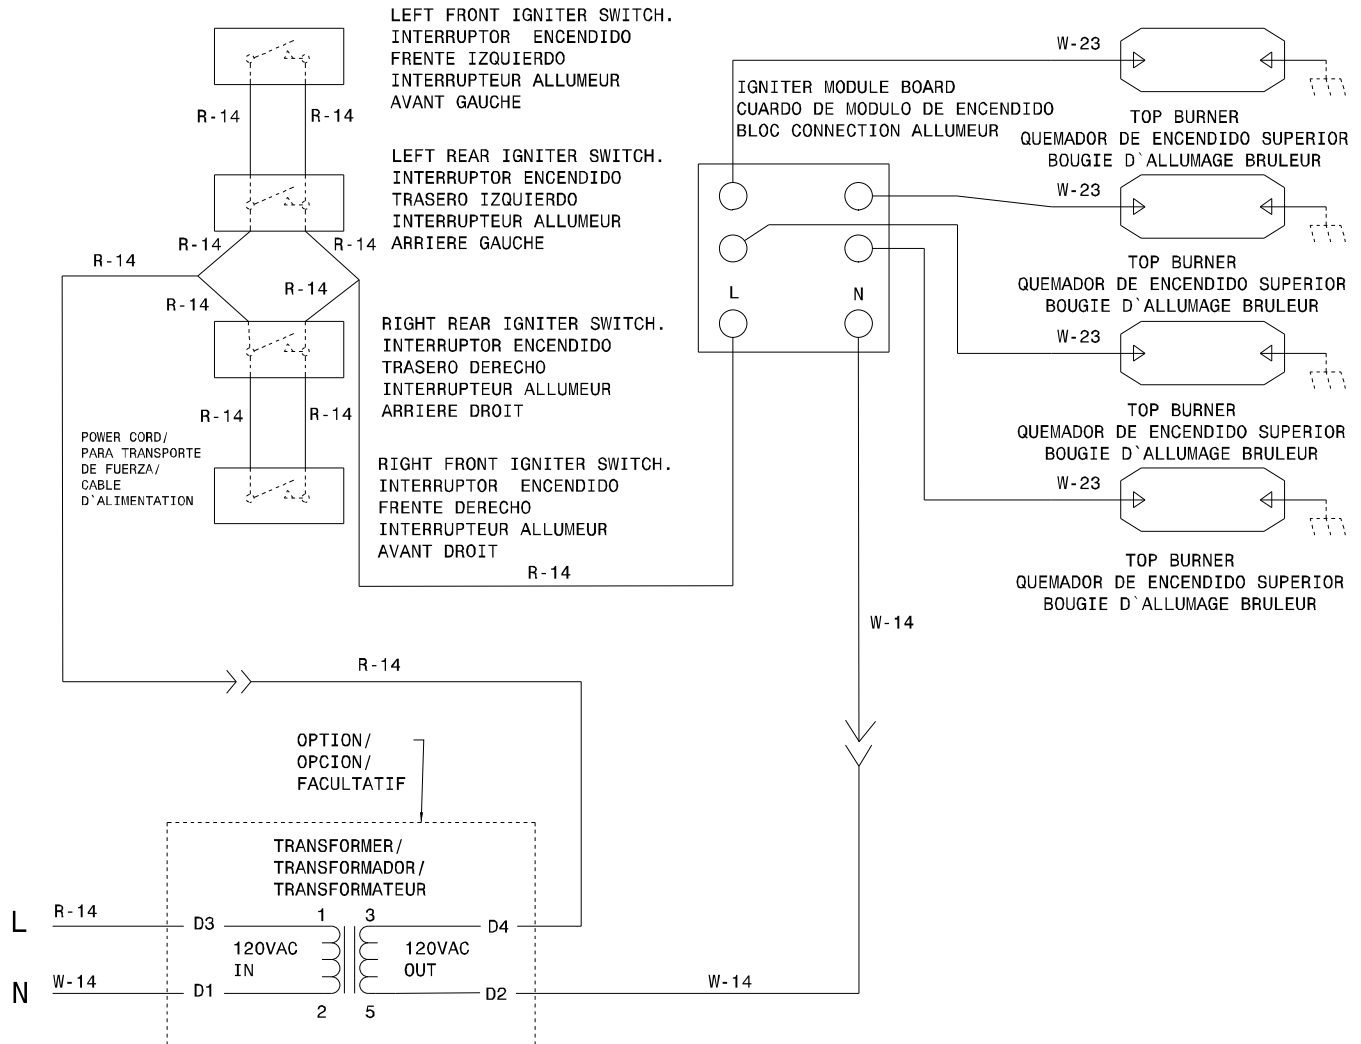 LEFT FRONT IGNITER SWITCH.
INTERRUPTOR ENCENDIDO
FRENTE IZQUIERDO
INTERRUPTEUR ALLUMEUR
AVANT GAUCHE
R-14
R-14
LEFT REAR IGNITER SWITCH.
INTERRUPTOR ENCENDIDO
TRASERO IZQUIERDO
INTERRUPTEUR ALLUMEUR
ARRIERE GAUCHE
R-14
R-14
R-14
R-14
R-14
RIGHT REAR IGNITER SWITCH.
INTERRUPTOR ENCENDIDO
TRASERO DERECHO
INTERRUPTEUR ALLUMEUR
ARRIERE DROIT
R-14
R-14
POWER CORD/
PARA TRANSPORTE
DE FUERZA/
CABLE
D`ALIMENTATION
RIGHT FRONT IGNITER SWITCH.
INTERRUPTOR ENCENDIDO
FRENTE DERECHO
INTERRUPTEUR ALLUMEUR
AVANT DROIT
R-14
IGNITER MODULE BOARD
CUARDO DE MODULO DE ENCENDIDO
BLOC CONNECTION ALLUMEUR
L
N
W-23
TOP BURNER
QUEMADOR DE ENCENDIDO SUPERIOR
BOUGIE D`ALLUMAGE BRULEUR
W-23
TOP BURNER
QUEMADOR DE ENCENDIDO SUPERIOR
BOUGIE D`ALLUMAGE BRULEUR
W-23
TOP BURNER
QUEMADOR DE ENCENDIDO SUPERIOR
BOUGIE D`ALLUMAGE BRULEUR
W-23
TOP BURNER
QUEMADOR DE ENCENDIDO SUPERIOR
BOUGIE D`ALLUMAGE BRULEUR
W-14
R-14
OPTION/
OPCION/
FACULTATIF
TRANSFORMER/
TRANSFORMADOR/
TRANSFORMATEUR
L
R-14
D3
1
3
D4
120VAC
IN
120VAC
OUT
N
W-14
D1
2
5
D2
W-14